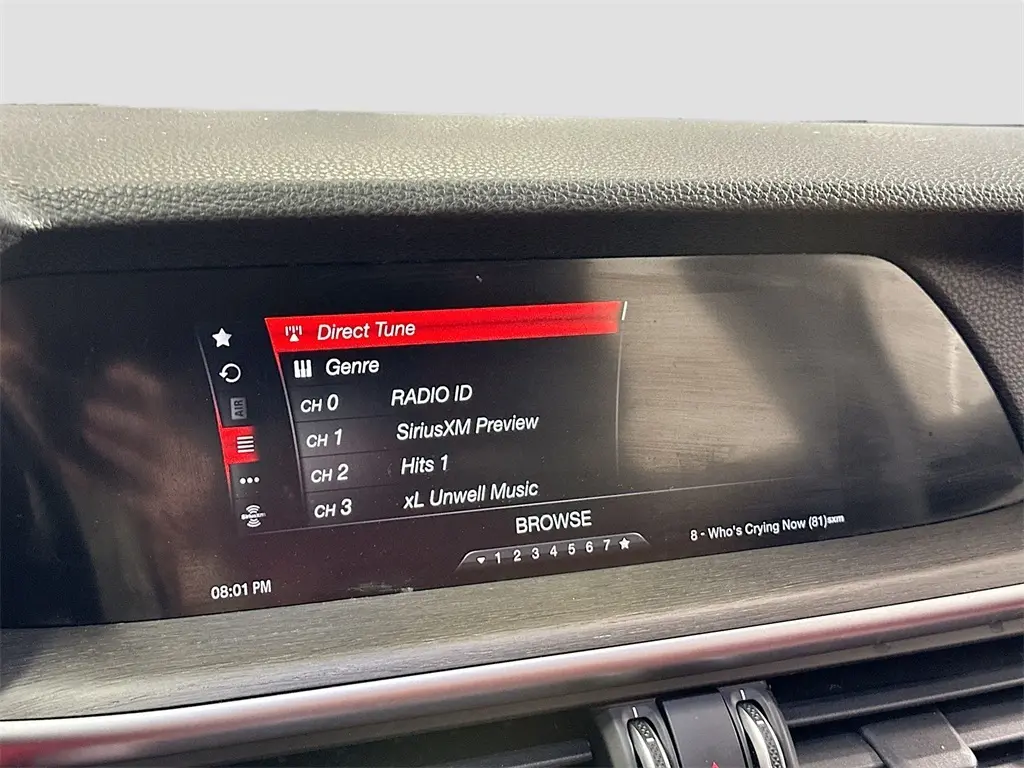 Direct Tune
Genre
AIR
CH 0 RADIO ID
CH 1 SiriusXM Preview
CH 2 Hits 1
CH 3 xL Unwell Music
SiriusXM
BROWSE
1 2 3 4 5 6 7
8 - Who's Crying Now (81)sxm
08:01 PM